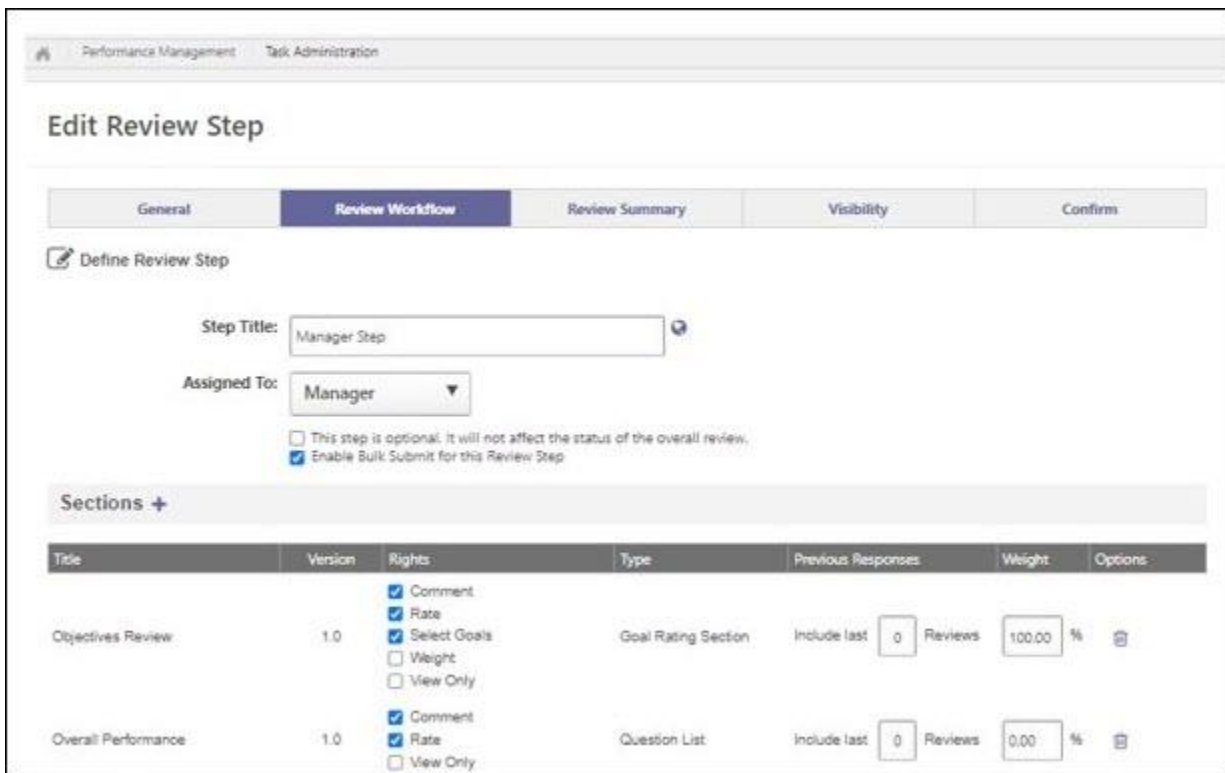 Performance Management Task Administration
Edit Review Step
General Review Workflow Review Summary Visibility Confirm
Define Review Step
Step Title: Manager Step
Assigned To: Manager
This step is optional. It will not affect the status of the overall review.
Enable Bulk Submit for this Review Step
Sections +
Title Version Rights Type Previous Responses Weight Options
Comment
Rate
Objectives Review 1.0 Select Goals Goal Rating Section Include last 0 Reviews 100.00 %
Weight
View Only
Comment
Overall Performance 1.0 Rate Question List Include last 0 Reviews 0.00 %
View Only